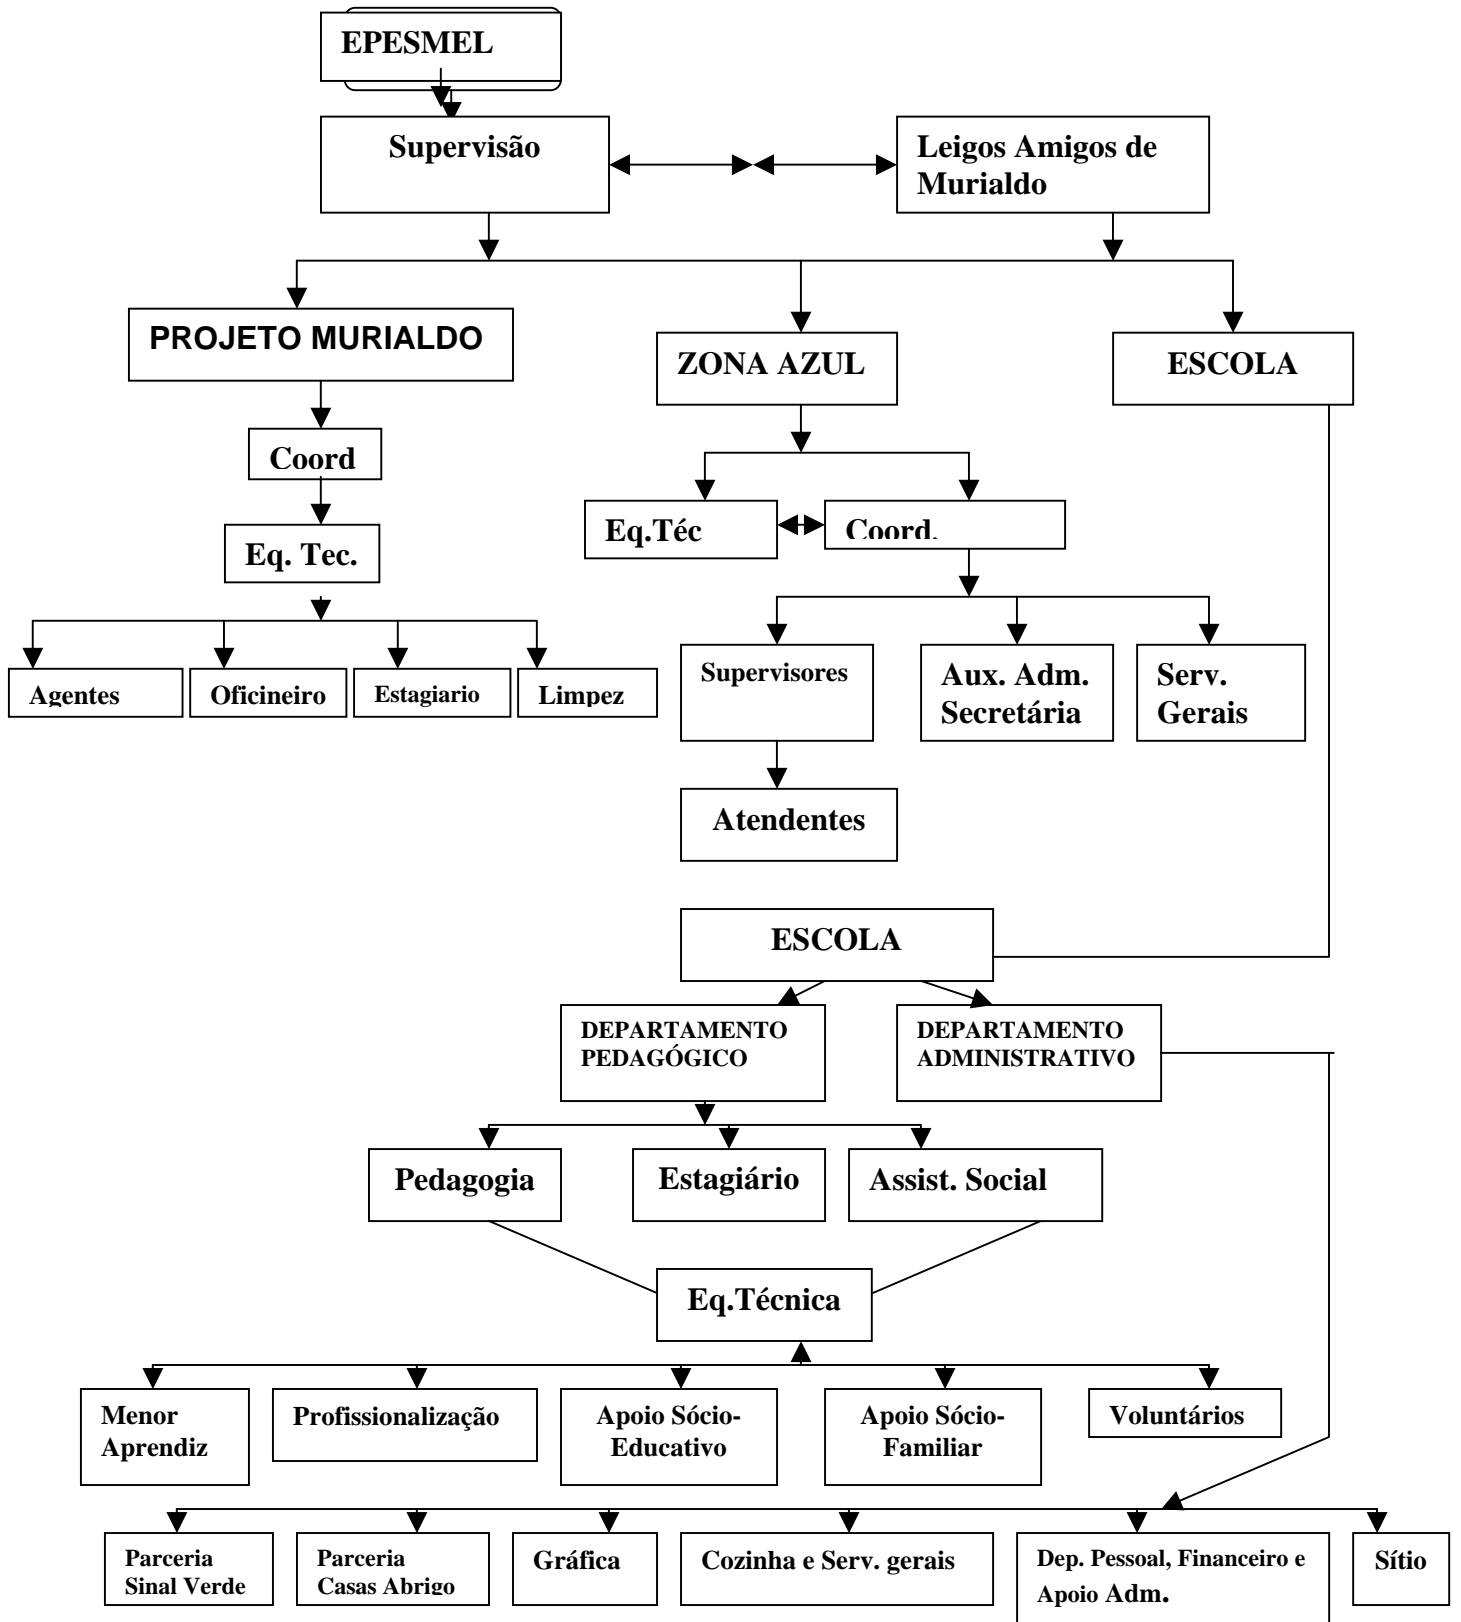 EPESMEL
Supervisão
Leigos Amigos de
Murialdo
PROJETO MURIALDO
ZONA AZUL
ESCOLA
Coord
Eq.Téc
Coord.
Eq. Tec.
Agentes
Oficineiro
Estagiario
Limpez
Supervisores
Aux. Adm.
Secretária
Serv.
Gerais
Atendentes
ESCOLA
DEPARTAMENTO
PEDAGÓGICO
DEPARTAMENTO
ADMINISTRATIVO
Pedagogia
Estagiário
Assist. Social
Eq.Técnica
Menor
Aprendiz
Profissionalização
Apoio Sócio-
Educativo
Apoio Sócio-
Familiar
Voluntários
Parceria
Sinal Verde
Parceria
Casas Abrigo
Gráfica
Cozinha e Serv. gerais
Dep. Pessoal, Financeiro e
Apoio Adm.
Sítio